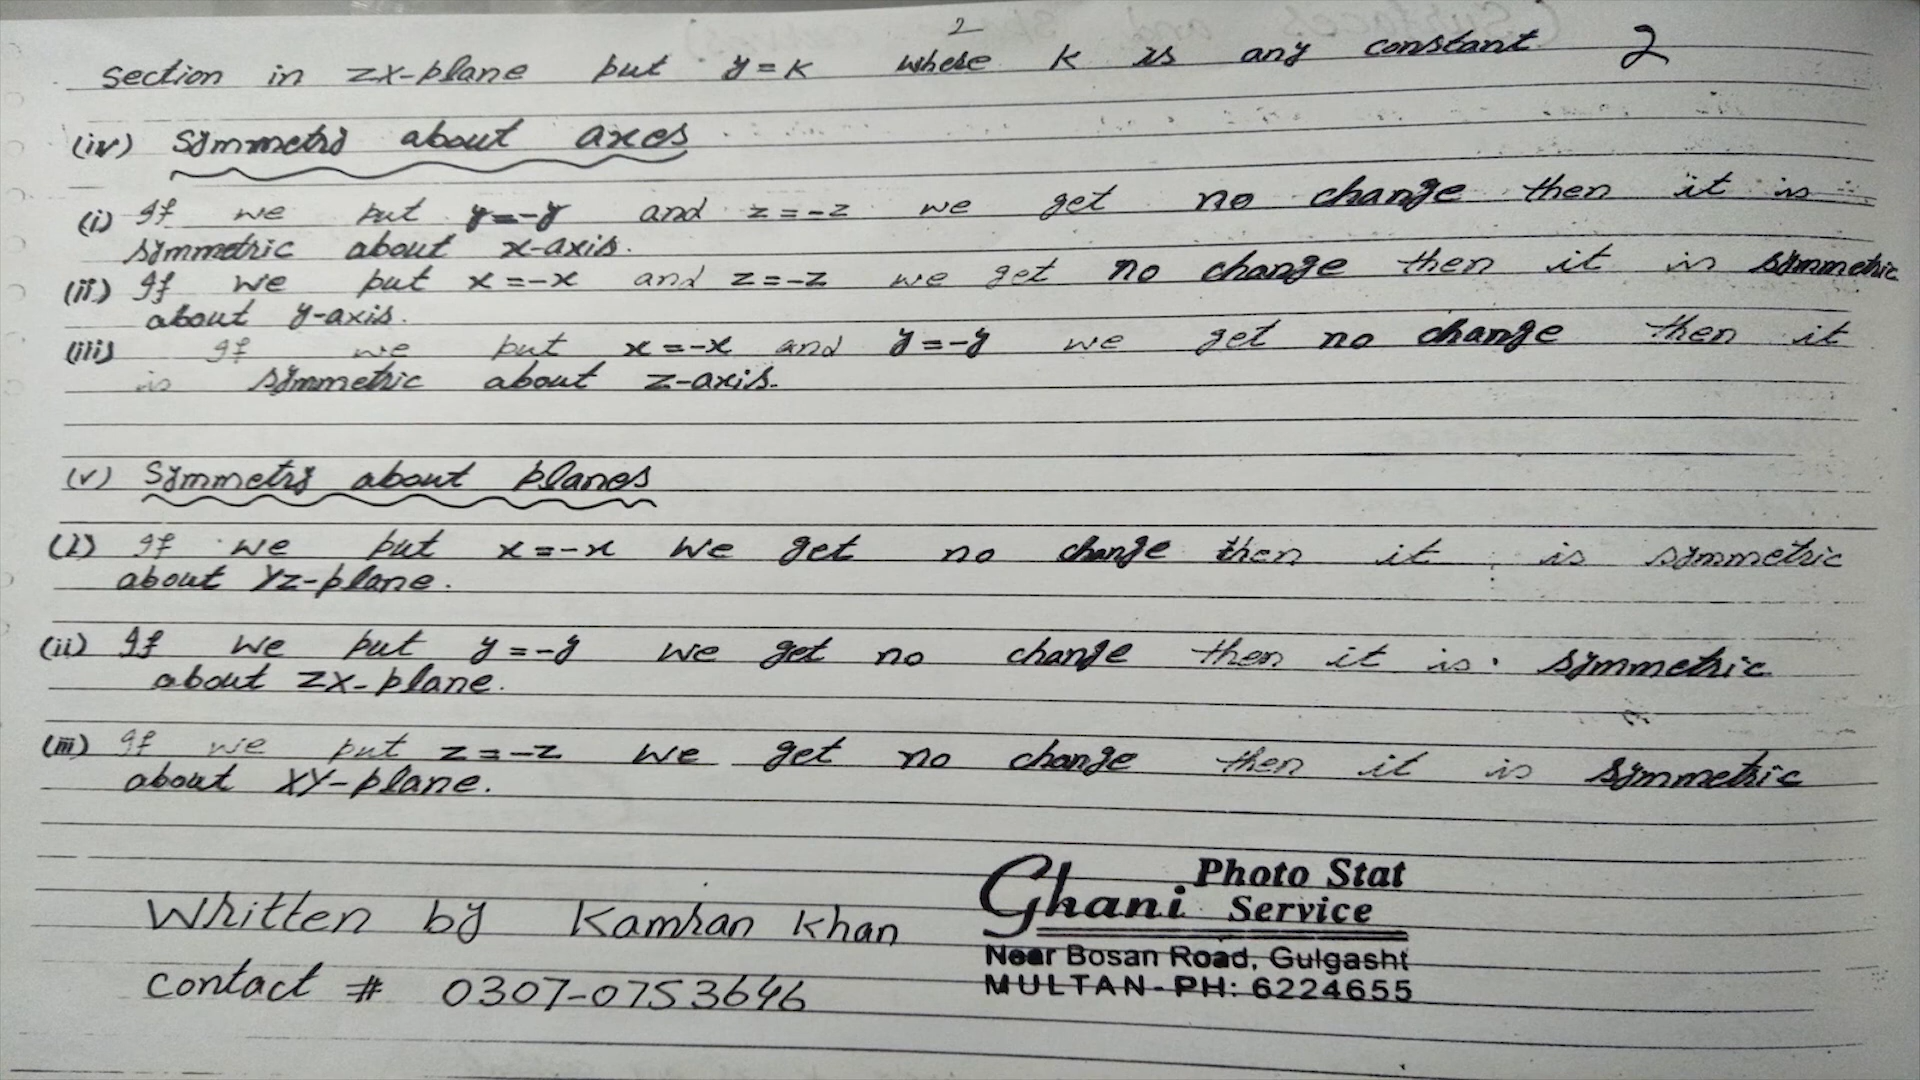 2
section in ZX-plane put y=K where K is any constant 2
(iv) Symmetry about axes
(i) If we put y=-y and z=-z we get no change then it is
symmetric about x-axis.
(ii) If we put x=-x and z=-z we get no change then it is symmetric
about y-axis.
(iii) If we put x=-x and y=-y we get no change then it
is symmetric about z-axis.
(v) Symmetry about planes
(i) If we put x=-x we get no change then it is symmetric
about YZ-plane.
(ii) If we put y=-y we get no change then it is symmetric
about ZX-plane.
(iii) If we put z=-z we get no change then it is symmetric
about XY-plane.
Written by Kamran Khan
contact # 0307-0753646
Ghani Photo Stat
Service
Near Bosan Road, Gulgasht
MULTAN-PH: 6224655